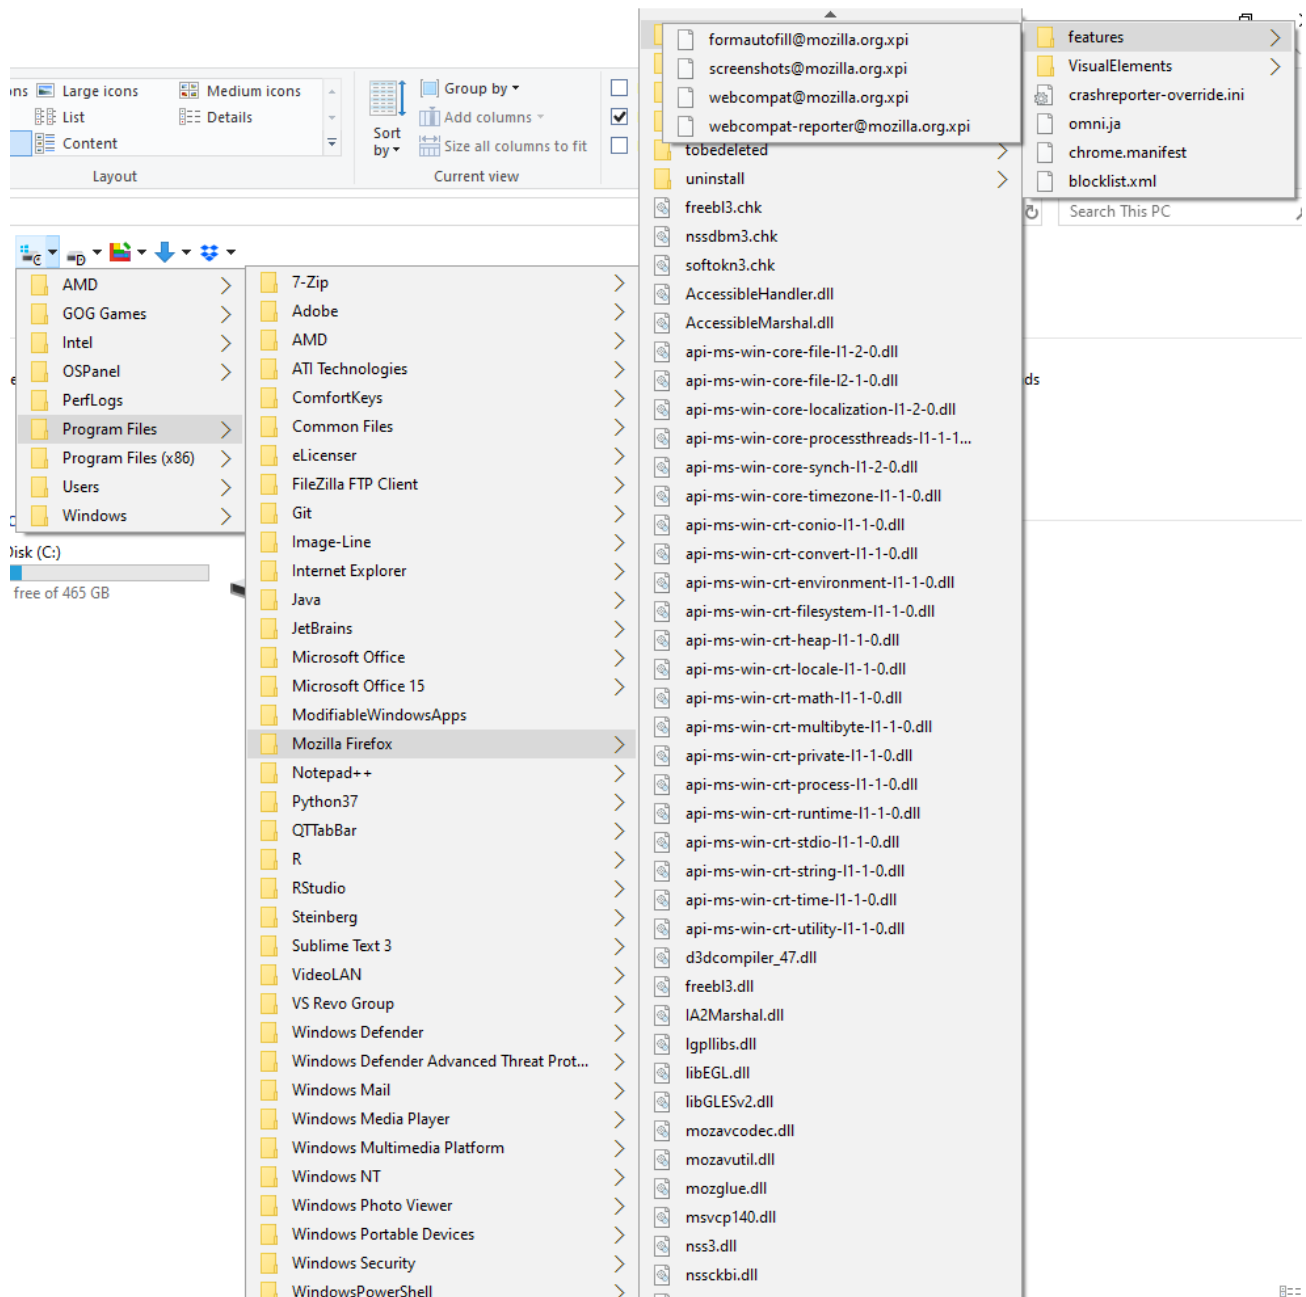 ons
Large icons
Medium icons
List
Details
Content
Layout
Sort by
Group by
Add columns
Size all columns to fit
Current view
formautofill@mozilla.org.xpi
screenshots@mozilla.org.xpi
webcompat@mozilla.org.xpi
webcompat-reporter@mozilla.org.xpi
features
VisualElements
crashreporter-override.ini
omni.ja
chrome.manifest
blocklist.xml
Search This PC
C
D
AMD
GOG Games
Intel
OSPanel
PerfLogs
Program Files
Program Files (x86)
Users
Windows
Disk (C:)
free of 465 GB
ds
7-Zip
Adobe
AMD
ATI Technologies
ComfortKeys
Common Files
eLicenser
FileZilla FTP Client
Git
Image-Line
Internet Explorer
Java
JetBrains
Microsoft Office
Microsoft Office 15
ModifiableWindowsApps
Mozilla Firefox
Notepad++
Python37
QTTabBar
R
RStudio
Steinberg
Sublime Text 3
VideoLAN
VS Revo Group
Windows Defender
Windows Defender Advanced Threat Prot...
Windows Mail
Windows Media Player
Windows Multimedia Platform
Windows NT
Windows Photo Viewer
Windows Portable Devices
Windows Security
WindowsPowerShell
tobedeleted
uninstall
freebl3.chk
nssdbm3.chk
softokn3.chk
AccessibleHandler.dll
AccessibleMarshal.dll
api-ms-win-core-file-l1-2-0.dll
api-ms-win-core-file-l2-1-0.dll
api-ms-win-core-localization-l1-2-0.dll
api-ms-win-core-processthreads-l1-1-1...
api-ms-win-core-synch-l1-2-0.dll
api-ms-win-core-timezone-l1-1-0.dll
api-ms-win-crt-conio-l1-1-0.dll
api-ms-win-crt-convert-l1-1-0.dll
api-ms-win-crt-environment-l1-1-0.dll
api-ms-win-crt-filesystem-l1-1-0.dll
api-ms-win-crt-heap-l1-1-0.dll
api-ms-win-crt-locale-l1-1-0.dll
api-ms-win-crt-math-l1-1-0.dll
api-ms-win-crt-multibyte-l1-1-0.dll
api-ms-win-crt-private-l1-1-0.dll
api-ms-win-crt-process-l1-1-0.dll
api-ms-win-crt-runtime-l1-1-0.dll
api-ms-win-crt-stdio-l1-1-0.dll
api-ms-win-crt-string-l1-1-0.dll
api-ms-win-crt-time-l1-1-0.dll
api-ms-win-crt-utility-l1-1-0.dll
d3dcompiler_47.dll
freebl3.dll
IA2Marshal.dll
lgpllibs.dll
libEGL.dll
libGLESv2.dll
mozavcodec.dll
mozavutil.dll
mozglue.dll
msvcp140.dll
nss3.dll
nssckbi.dll